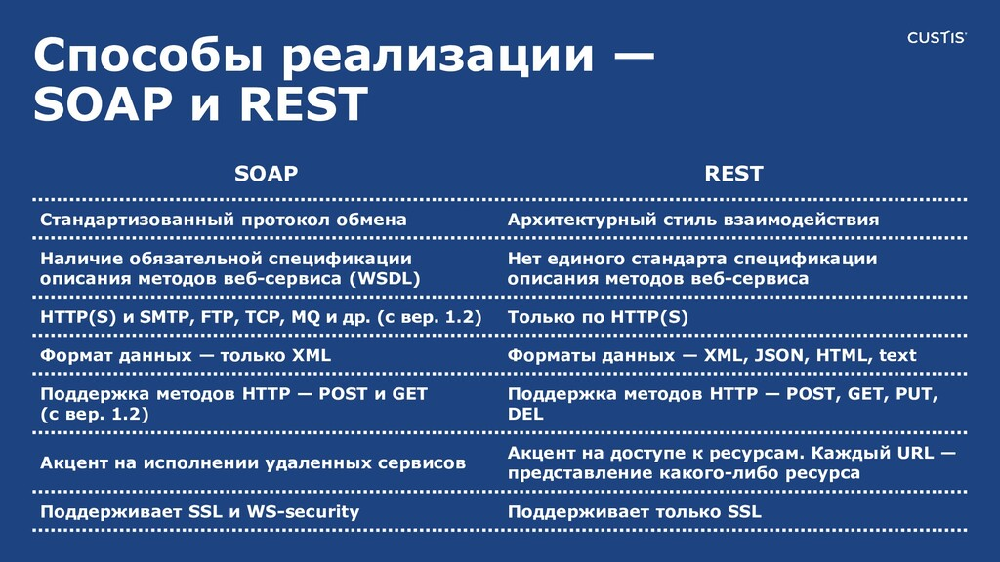 Способы реализации —
SOAP и REST
CUSTIS
SOAP
REST
Стандартизованный протокол обмена
Архитектурный стиль взаимодействия
Наличие обязательной спецификации
описания методов веб-сервиса (WSDL)
Нет единого стандарта спецификации
описания методов веб-сервиса
HTTP(S) и SMTP, FTP, TCP, MQ и др. (с вер. 1.2)
Только по HTTP(S)
Формат данных — только XML
Форматы данных — XML, JSON, HTML, text
Поддержка методов HTTP — POST и GET
(с вер. 1.2)
Поддержка методов HTTP — POST, GET, PUT,
DEL
Акцент на исполнении удаленных сервисов
Акцент на доступе к ресурсам. Каждый URL —
представление какого-либо ресурса
Поддерживает SSL и WS-security
Поддерживает только SSL